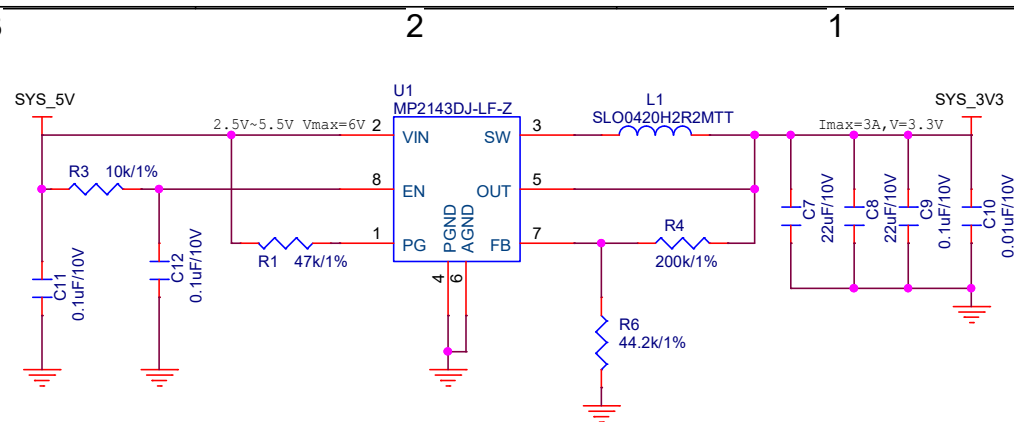 2
1
SYS_5V
U1
MP2143DJ-LF-Z
L1
SLO0420H2R2MTT
SYS_3V3
2.5V~5.5V Vmax=6V
2
VIN
SW
3
Imax=3A,V=3.3V
R3 10k/1%
8
EN
OUT
5
1
PG
PGND
AGND
FB
7
R1 47k/1%
R4
200k/1%
4
6
C11
0.1uF/10V
C12
0.1uF/10V
R6
44.2k/1%
C7
22uF/10V
C8
22uF/10V
C9
0.1uF/10V
C10
0.01uF/10V